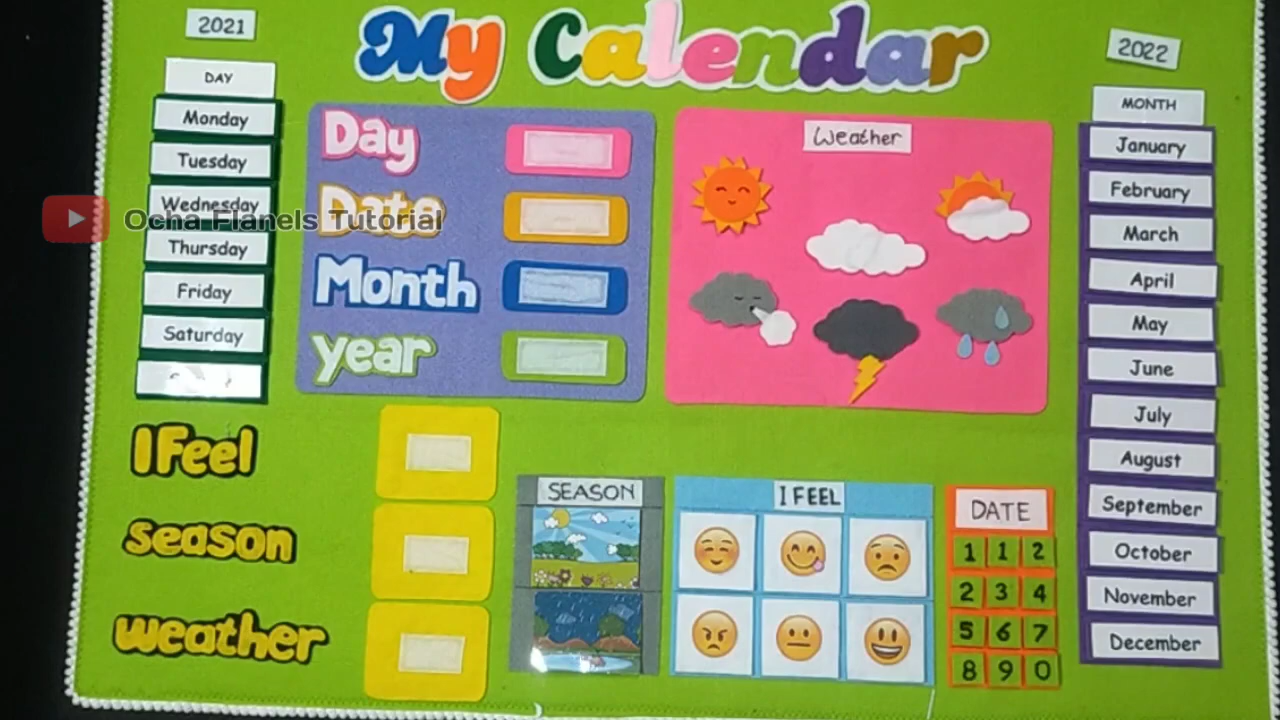 2021
My Calendar
2022
DAY
Monday
Tuesday
Wednesday
Thursday
Friday
Saturday
Ocha Flanels Tutorial
Day
Date
Month
year
Weather
MONTH
January
February
March
April
May
June
July
August
September
October
November
December
I Feel
season
weather
SEASON
I FEEL
DATE
1 1 2
2 3 4
5 6 7
8 9 0